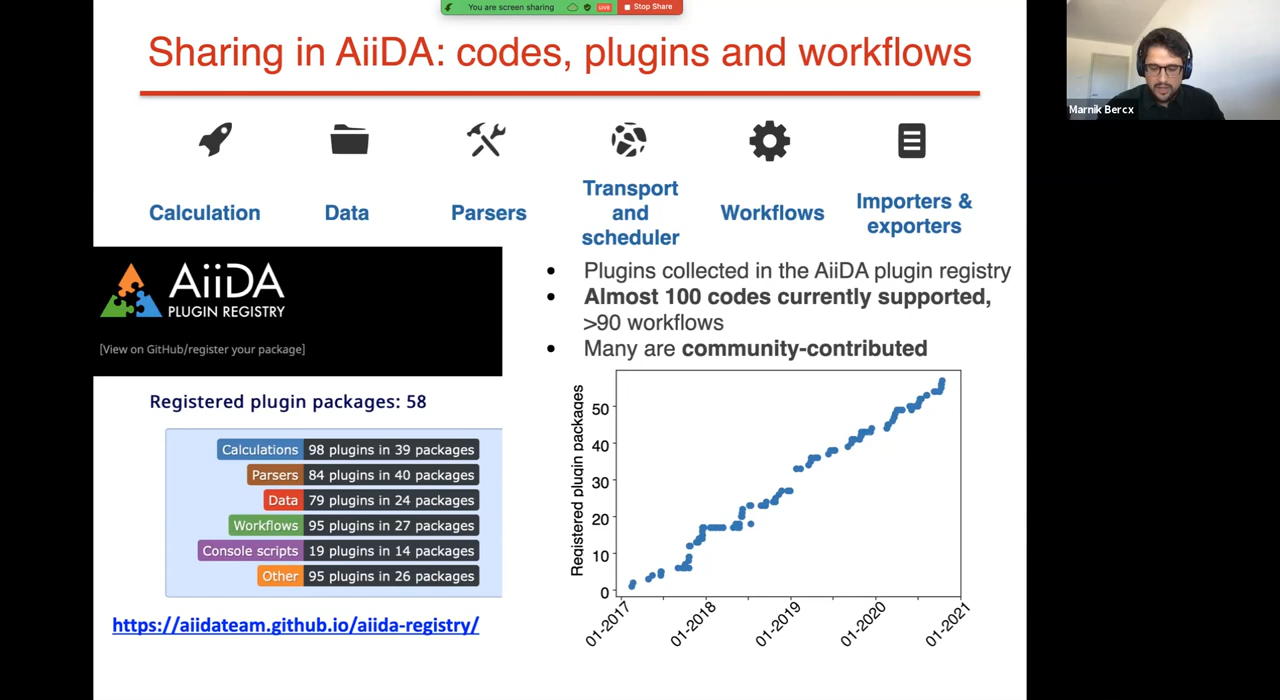 You are screen sharing
LIVE
Stop Share
Sharing in AiiDA: codes, plugins and workflows
Marnik Bercx
Calculation
Data
Parsers
Transport
and
scheduler
Workflows
Importers &
exporters
AiiDA
PLUGIN REGISTRY
[View on GitHub/register your package]
Registered plugin packages: 58
Calculations 98 plugins in 39 packages
Parsers 84 plugins in 40 packages
Data 79 plugins in 24 packages
Workflows 95 plugins in 27 packages
Console scripts 19 plugins in 14 packages
Other 95 plugins in 26 packages
https://aiidateam.github.io/aiida-registry/
• Plugins collected in the AiiDA plugin registry
• Almost 100 codes currently supported,
>90 workflows
• Many are community-contributed
Registered plugin packages
50
40
30
20
10
0
01-2017
01-2018
01-2019
01-2020
01-2021